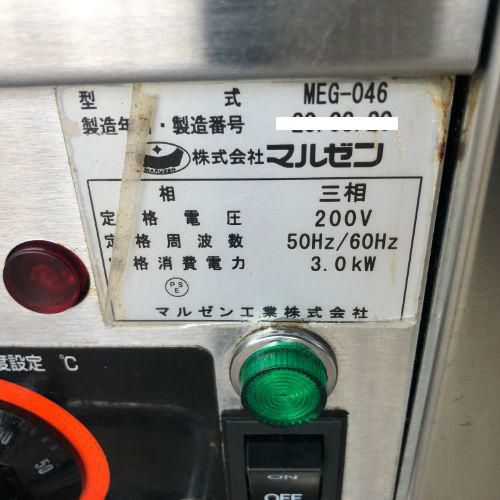 型式 MEG-046
製造年月・製造番号
MARUZEN 株式会社 マルゼン
相 三相
定格電圧 200V
定格周波数 50Hz/60Hz
定格消費電力 3.0kW
PSE
マルゼン工業株式会社
度設定 ℃
50
ON
OFF